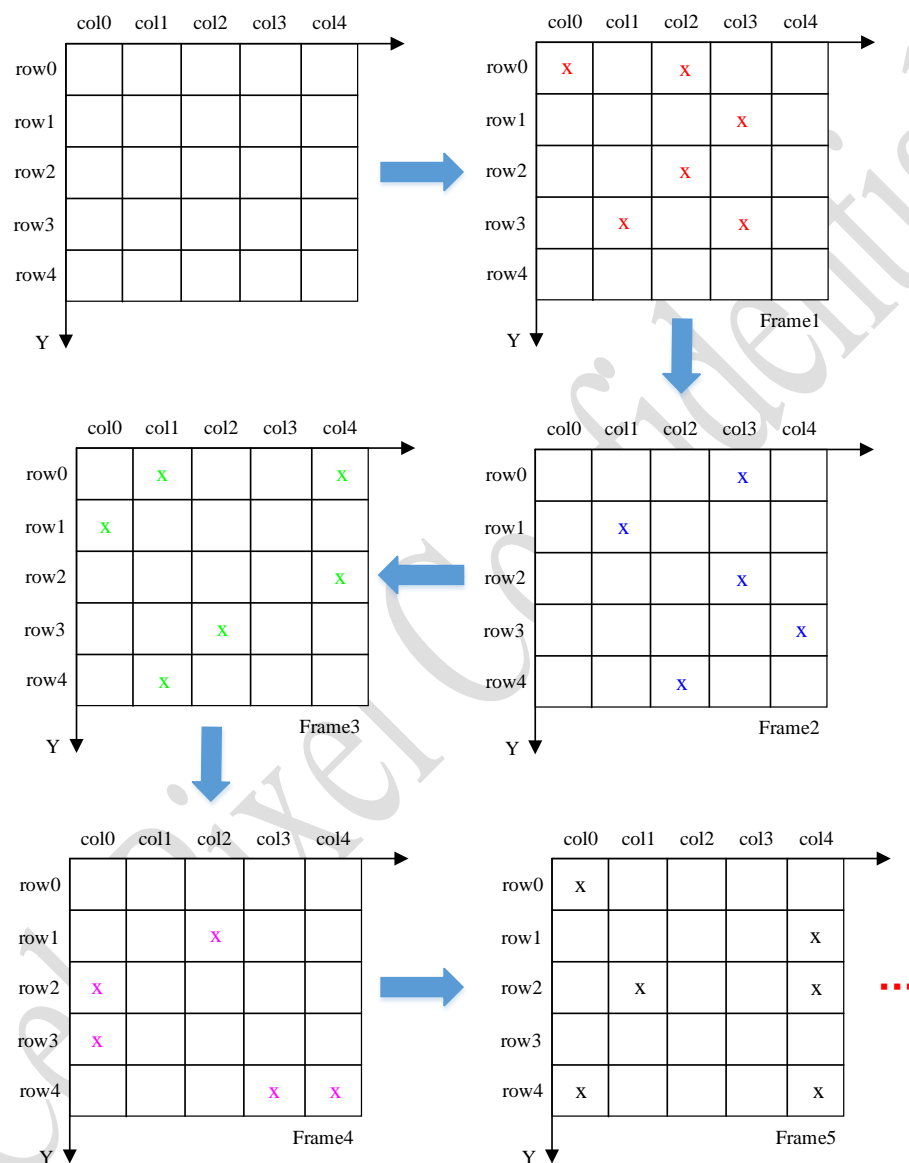 col0 col1 col2 col3 col4
row0
row1
row2
row3
row4
Y
col0 col1 col2 col3 col4
row0 x x
row1 x
row2 x
row3 x x
row4
Frame1
Y
col0 col1 col2 col3 col4
row0 x
row1 x
row2 x
row3 x
row4 x
Frame2
Y
col0 col1 col2 col3 col4
row0 x x
row1 x
row2 x
row3 x
row4 x
Frame3
Y
col0 col1 col2 col3 col4
row0
row1 x
row2 x
row3 x
row4 x x
Frame4
Y
col0 col1 col2 col3 col4
row0 x
row1 x
row2 x x
row3
row4 x x
Frame5
Y
Pixel Confidential